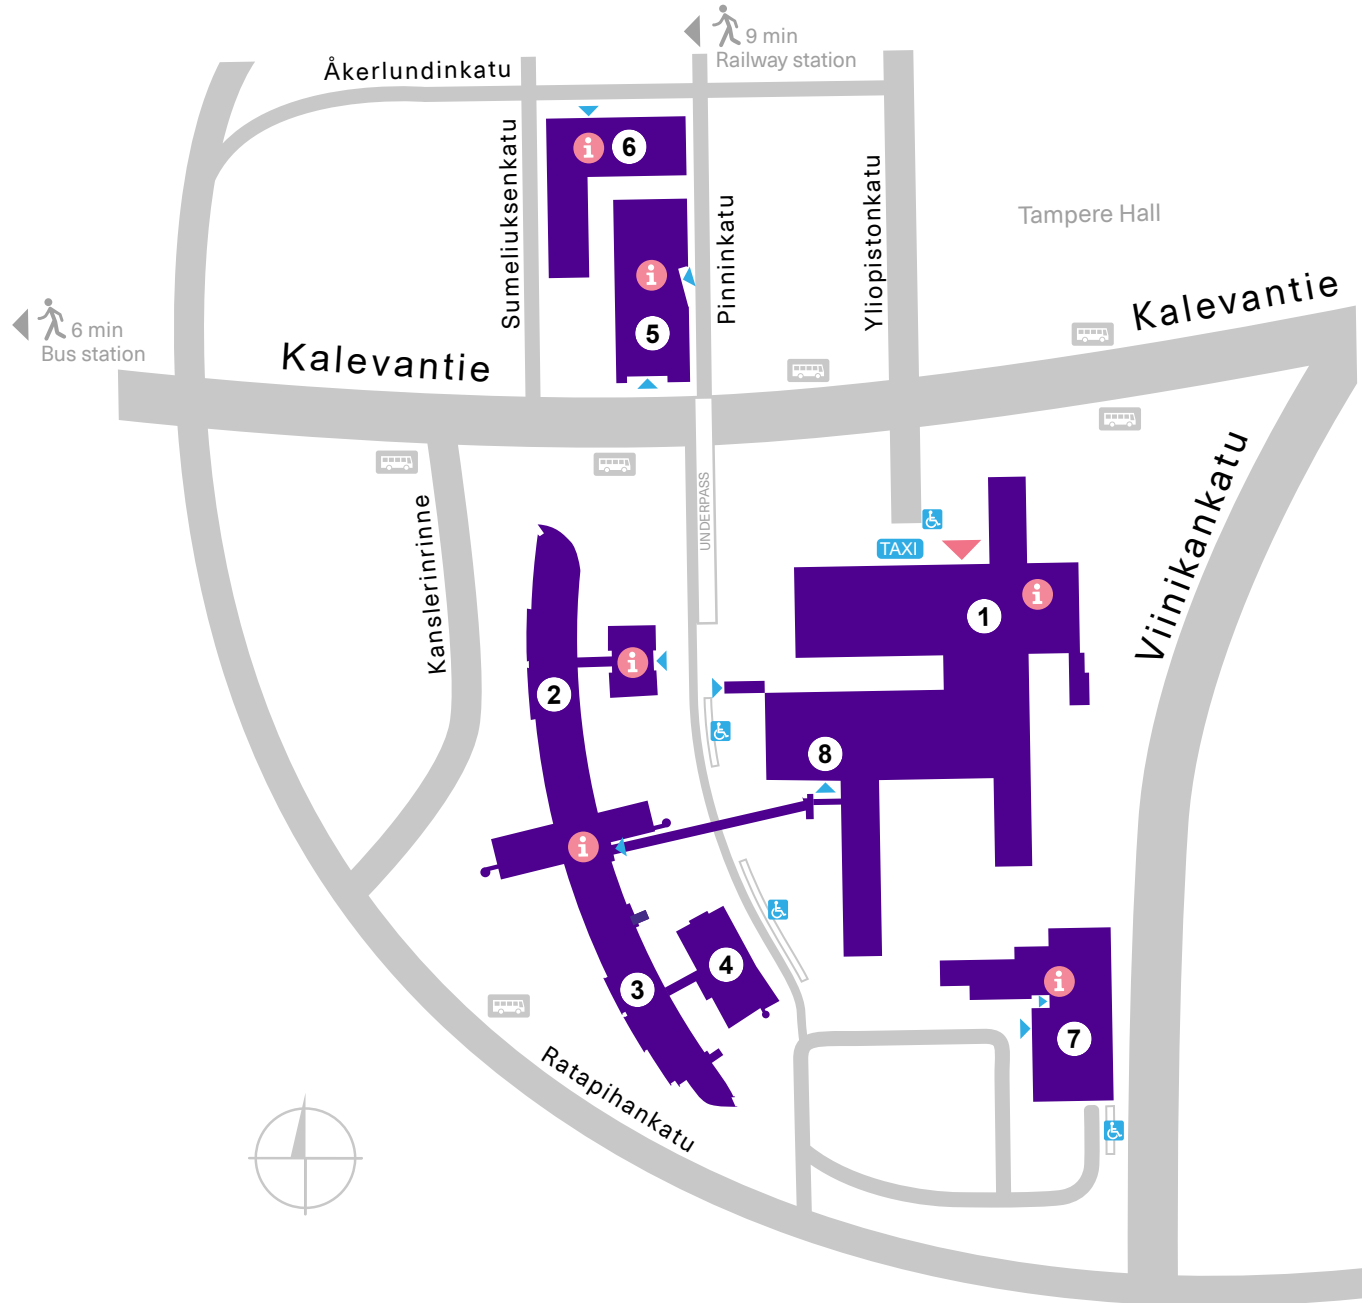 9 min
Railway station
Åkerlundinkatu
Sumeliuksenkatu
6
Pinninkatu
Yliopistonkatu
Tampere Hall
5
6 min
Bus station
Kalevantie
Kalevantie
Kanslerinrinne
UNDERPASS
TAXI
Viinikankatu
1
2
8
3
4
7
Ratapihankatu
i
i
i
i
i
i